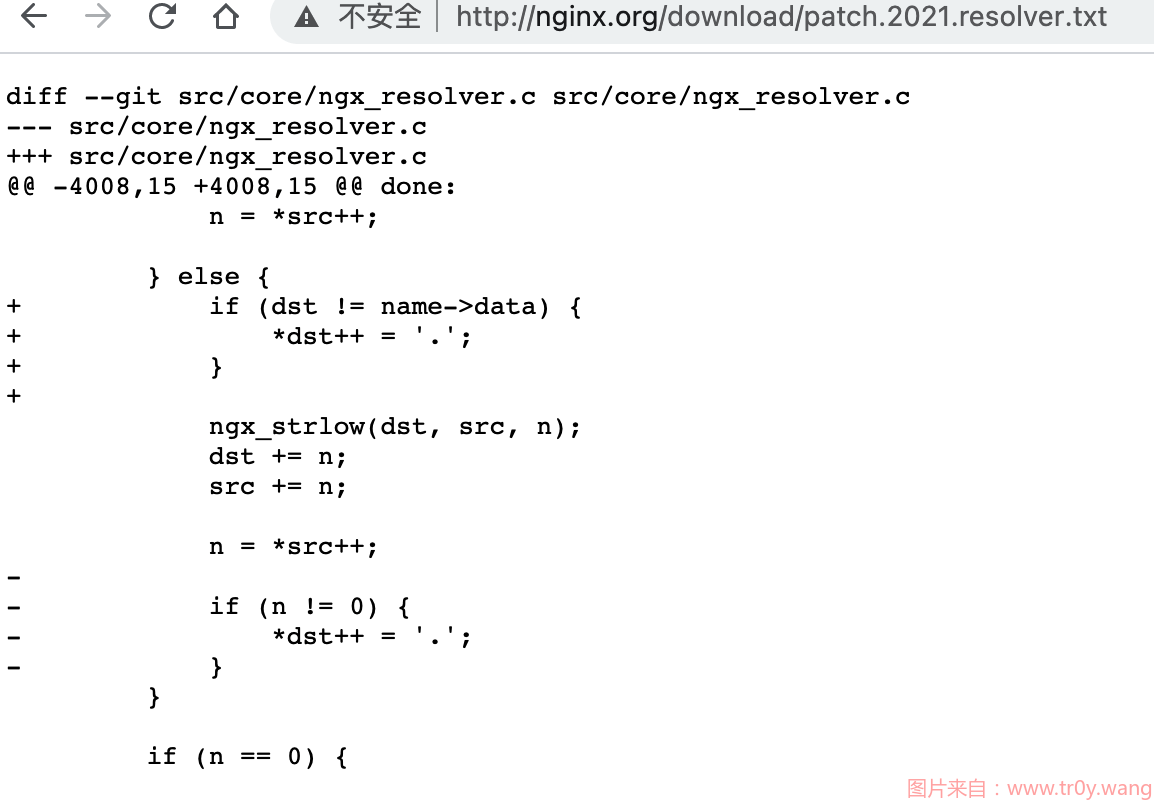 不安全 http://nginx.org/download/patch.2021.resolver.txt
diff --git src/core/ngx_resolver.c src/core/ngx_resolver.c
--- src/core/ngx_resolver.c
+++ src/core/ngx_resolver.c
@@ -4008,15 +4008,15 @@ done:
             n = *src++;

         } else {
+            if (dst != name->data) {
+                *dst++ = '.';
+            }
+
             ngx_strlow(dst, src, n);
             dst += n;
             src += n;

             n = *src++;
-
-            if (n != 0) {
-                *dst++ = '.';
-            }
         }

         if (n == 0) {
图片来自：www.tr0y.wang